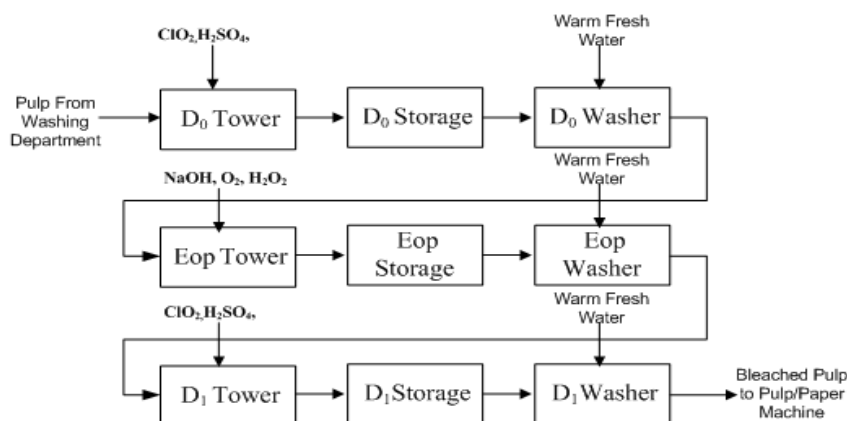 ClO₂,H₂SO₄,
Warm Fresh
Water
Pulp From
Washing
Department
D₀ Tower
D₀ Storage
D₀ Washer
NaOH, O₂, H₂O₂
Warm Fresh
Water
Eop Tower
Eop
Storage
Eop
Washer
ClO₂,H₂SO₄,
Warm Fresh
Water
D₁ Tower
D₁Storage
D₁Washer
Bleached Pulp
to Pulp/Paper
Machine